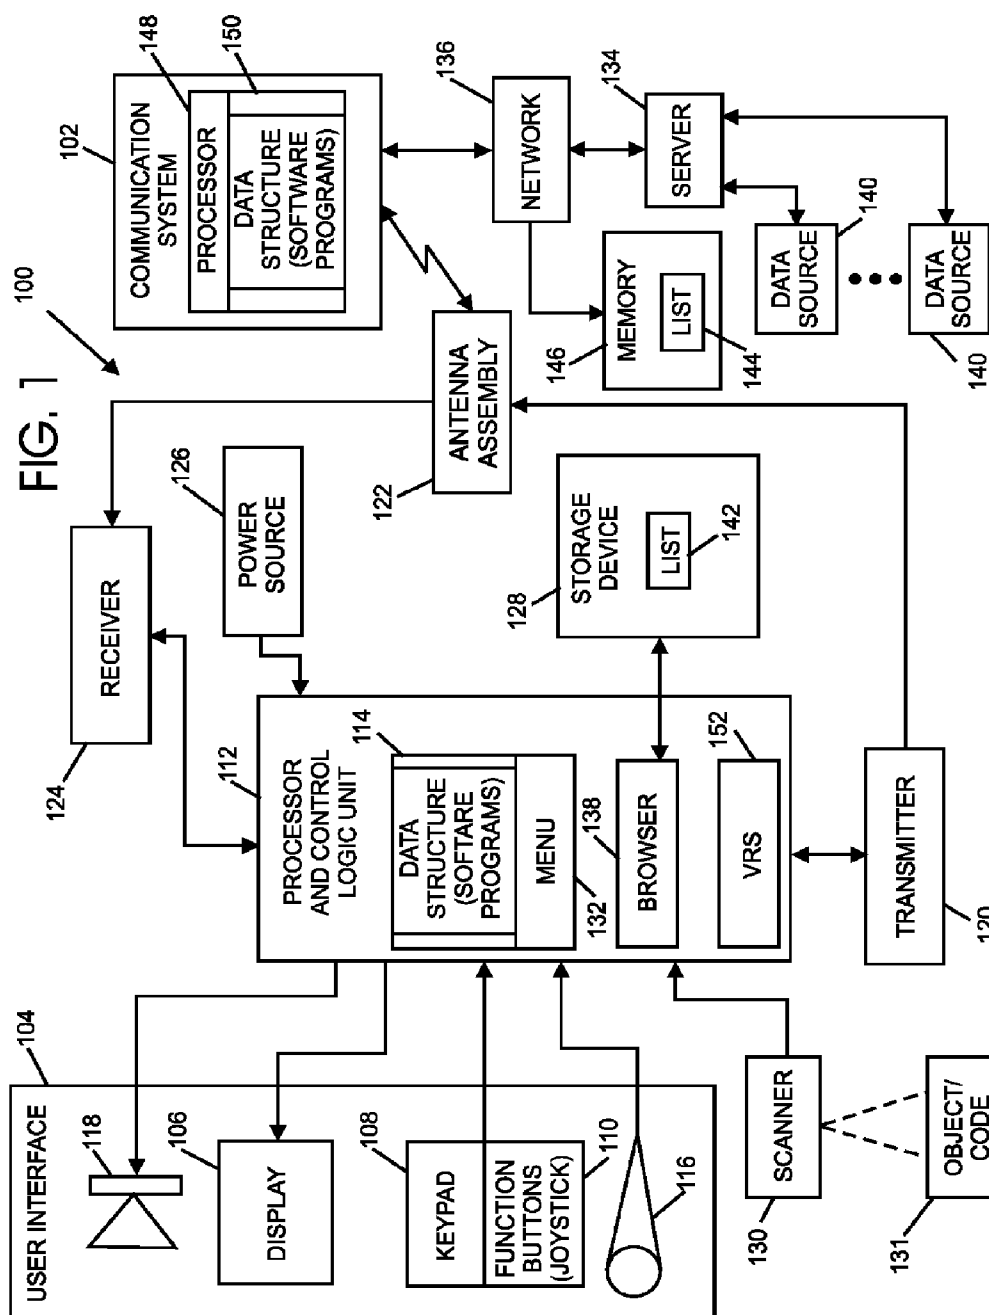 USER INTERFACE
104
FIG. 1
100
118
DISPLAY
106
KEYPAD
108
FUNCTION
BUTTONS
(JOYSTICK)
110
116
124
RECEIVER
PROCESSOR
AND CONTROL
LOGIC UNIT
112
DATA
STRUCTURE
(SOFTARE
PROGRAMS)
114
MENU
132
BROWSER
138
VRS
152
POWER
SOURCE
126
ANTENNA
ASSEMBLY
122
STORAGE
DEVICE
128
LIST
142
COMMUNICATION
SYSTEM
102
PROCESSOR
148
DATA
STRUCTURE
(SOFTWARE
PROGRAMS)
150
NETWORK
136
SERVER
134
MEMORY
146
LIST
144
DATA
SOURCE
140
DATA
SOURCE
140
SCANNER
130
OBJECT/
CODE
131
TRANSMITTER
120